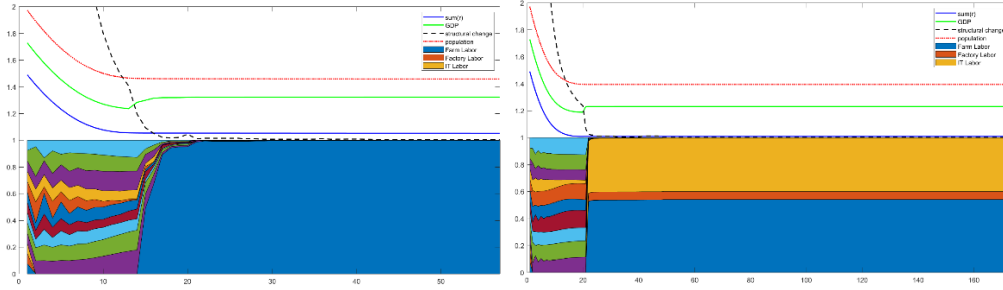 2
1.8
1.6
1.4
1.2
1
0.8
0.6
0.4
0.2
0
0 10 20 30 40 50
sum(r)
GDP
structural change
population
Farm Labor
Factory Labor
IT Labor
2
1.8
1.6
1.4
1.2
1
0.8
0.6
0.4
0.2
0
0 20 40 60 80 100 120 140 160
sum(r)
GDP
structural change
population
Farm Labor
Factory Labor
IT Labor